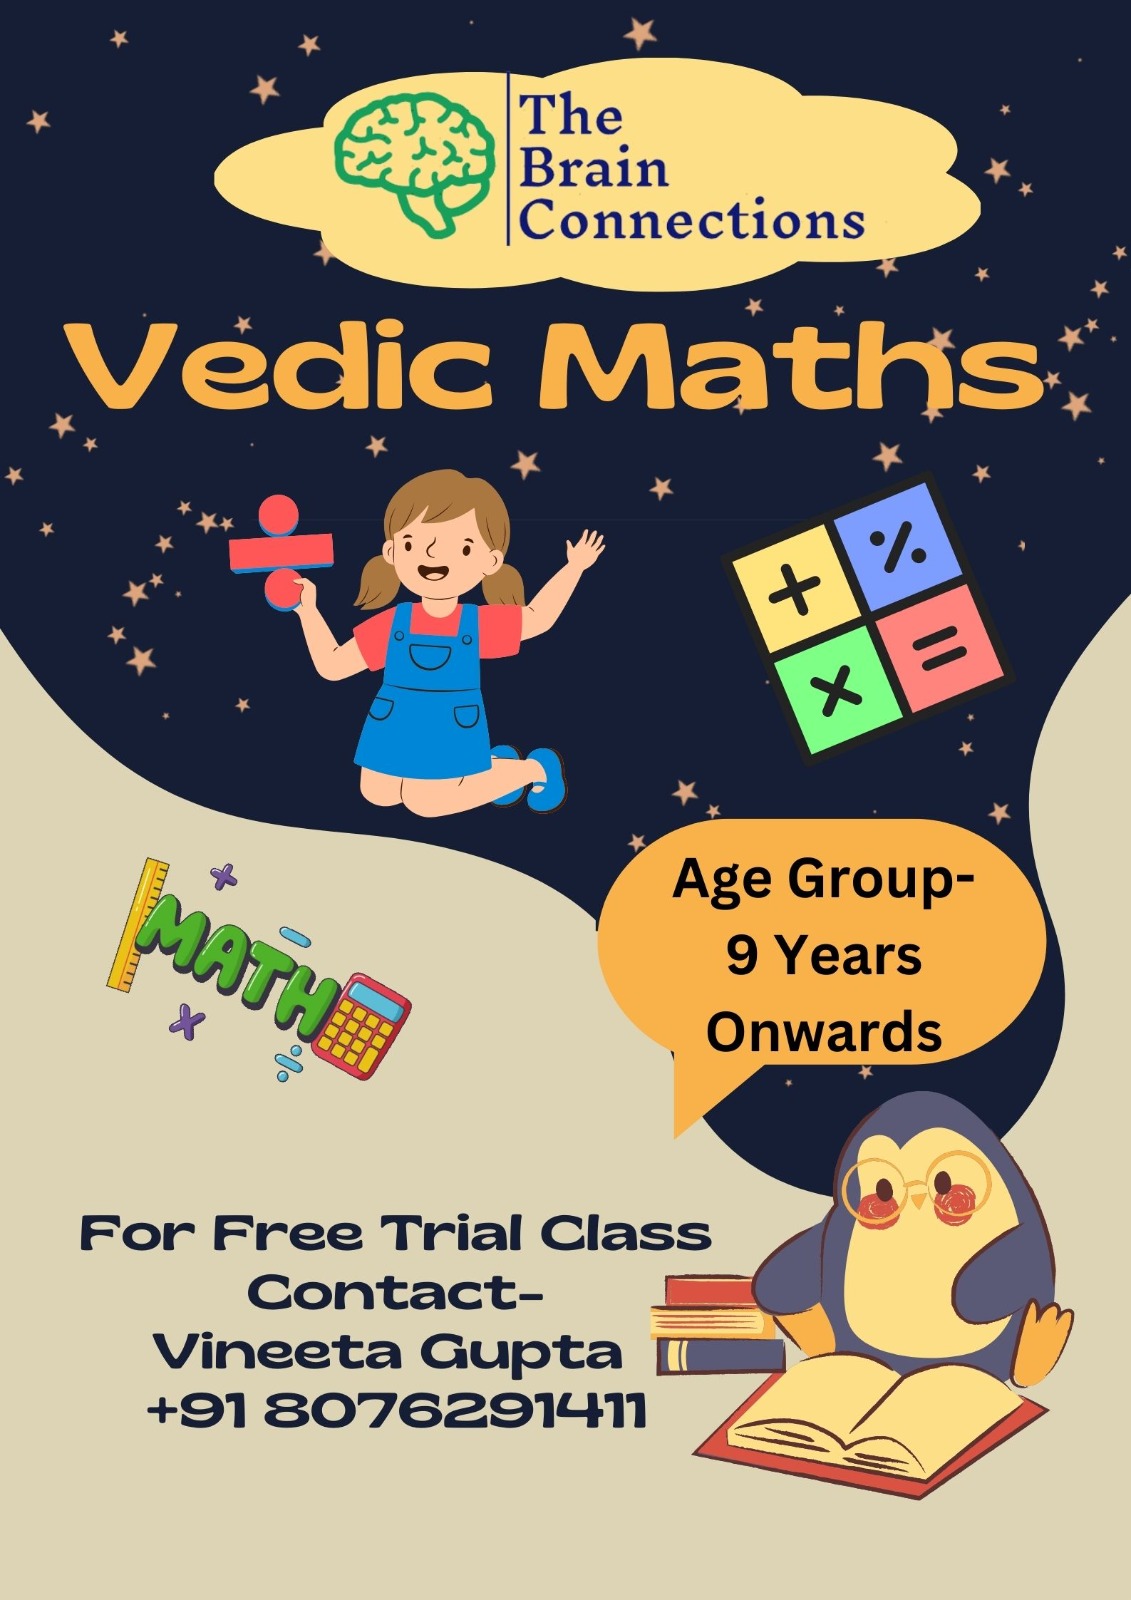 The
Brain
Connections
Vedic Maths
+ %
× =
MATH
Age Group-
9 Years
Onwards
For Free Trial Class
Contact-
Vineeta Gupta
+91 8076291411